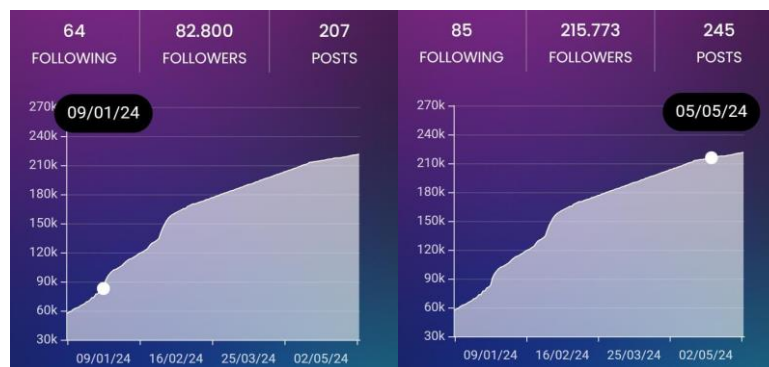 64 82.800 207
FOLLOWING FOLLOWERS POSTS
09/01/24
270k
240k
210k
180k
150k
120k
90k
60k
30k
09/01/24 16/02/24 25/03/24 02/05/24
85 215.773 245
FOLLOWING FOLLOWERS POSTS
05/05/24
270k
240k
210k
180k
150k
120k
90k
60k
30k
09/01/24 16/02/24 25/03/24 02/05/24